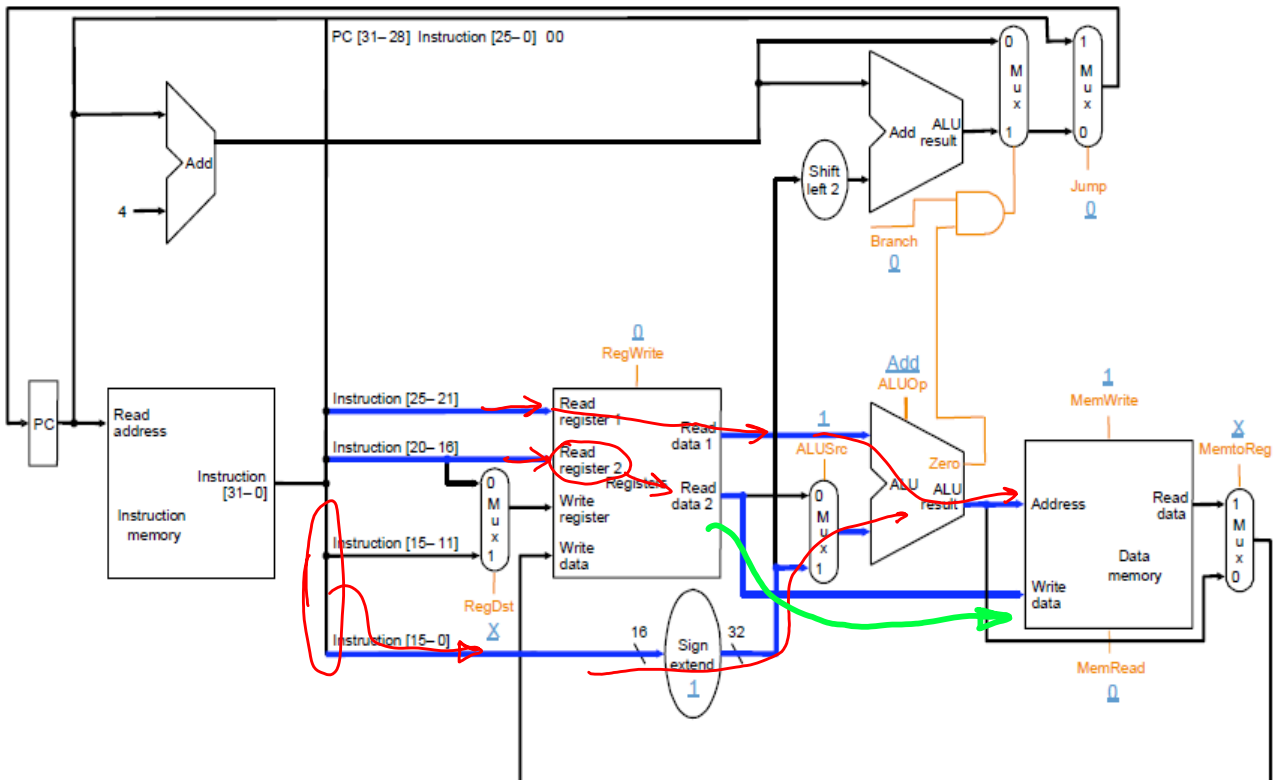 PC [31–28] Instruction [25–0] 00
0
M
u
x
1
1
M
u
x
0
Add
4
Add
ALU
result
Shift
left 2
Jump
0
Branch
0
0
RegWrite
Add
ALUOp
1
MemWrite
X
MemtoReg
PC
Read
address
Instruction
[31–0]
Instruction
memory
Instruction [25–21]
Instruction [20–16]
Instruction [15–11]
Instruction [15–0]
0
M
u
x
1
RegDst
X
Read
register 1
Read
register 2
Write
register
Write
data
Registers
Read
data 1
Read
data 2
1
ALUSrc
0
M
u
x
1
Zero
ALU
ALU
result
Address
Read
data
Data
memory
Write
data
1
M
u
x
0
MemRead
0
16
Sign
extend
1
32